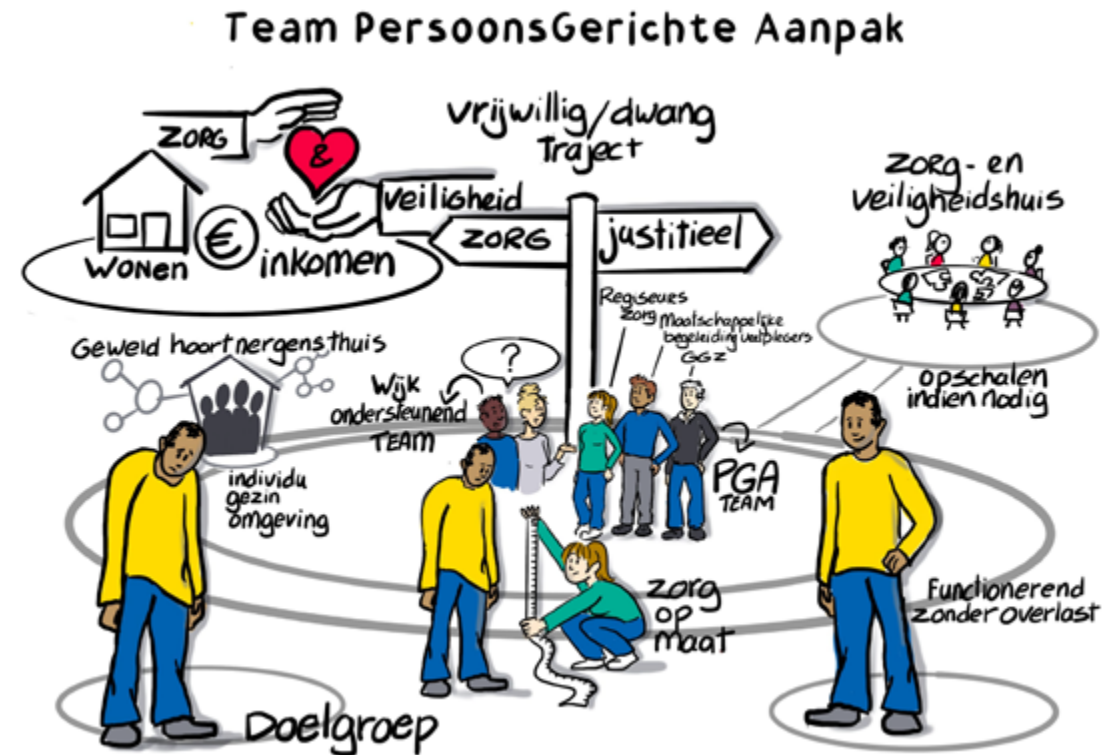 Team PersoonsGerichte Aanpak
ZORG
&
veiligheid
WONEN
€
inkomen
vrijwillig/dwang
Traject
ZORG
justitieel
Zorg- en
veiligheidshuis
opschalen
indien nodig
Geweld hoort nergens thuis
individu
gezin
omgeving
Wijk
ondersteunend
TEAM
?
Regiseurs
Zorg
Maatschappelijke
begeleiding veelplegers
GGZ
PGA
TEAM
zorg
op
maat
Functionerend
zonder overlast
Doelgroep